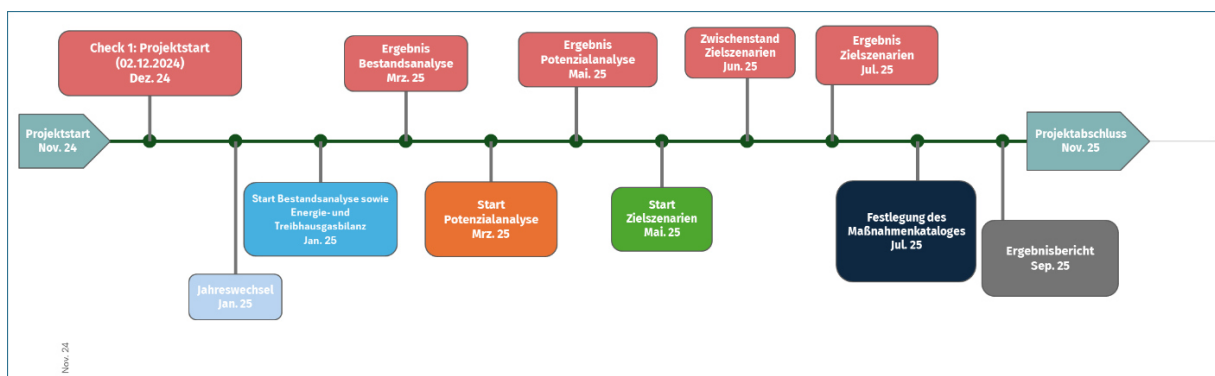 Check 1: Projektstart
(02.12.2024)
Dez. 24
Ergebnis
Bestandsanalyse
Mrz. 25
Ergebnis
Potenzialanalyse
Mai. 25
Zwischenstand
Zielszenarien
Jun. 25
Ergebnis
Zielszenarien
Jul. 25
Projektstart
Nov. 24
Projektabschluss
Nov. 25
Start Bestandsanalyse sowie
Energie- und
Treibhausgasbilanz
Jan. 25
Start
Potenzialanalyse
Mrz. 25
Start
Zielszenarien
Mai. 25
Festlegung des
Maßnahmenkataloges
Jul. 25
Ergebnisbericht
Sep. 25
Jahreswechsel
Jan. 25
Nov. 24